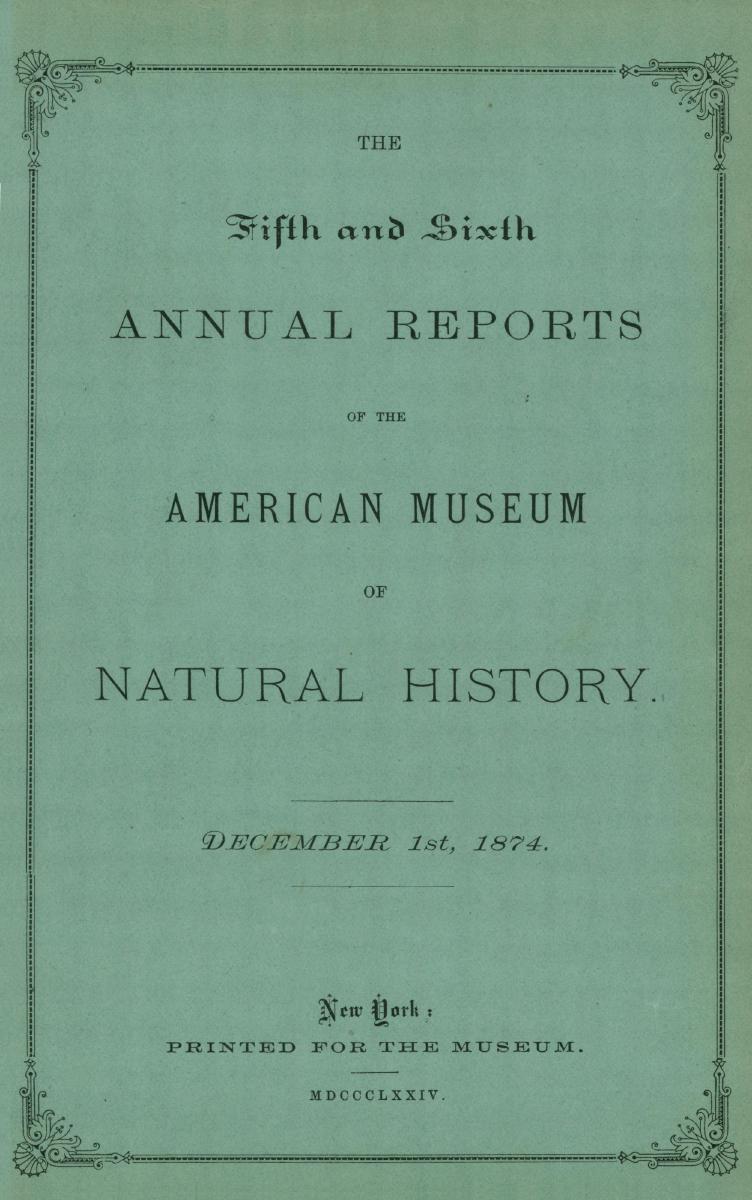 THE
Fifth and Sixth
ANNUAL REPORTS
OF THE
AMERICAN MUSEUM
OF
NATURAL HISTORY.
DECEMBER 1st, 1874.
New York:
PRINTED FOR THE MUSEUM.
MDCCCLXXIV.